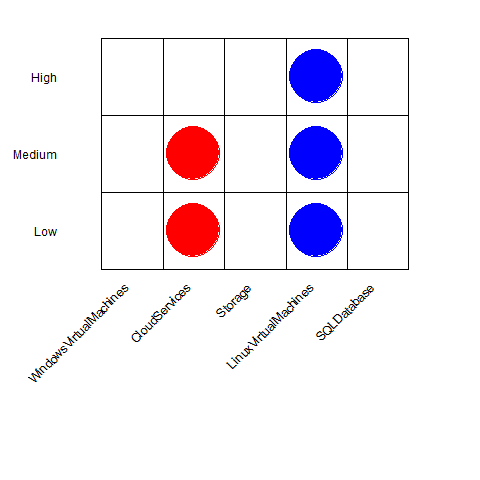 High
Medium
Low
WindowsVirtualMachines
CloudServices
Storage
LinuxVirtualMachines
SQLDatabase